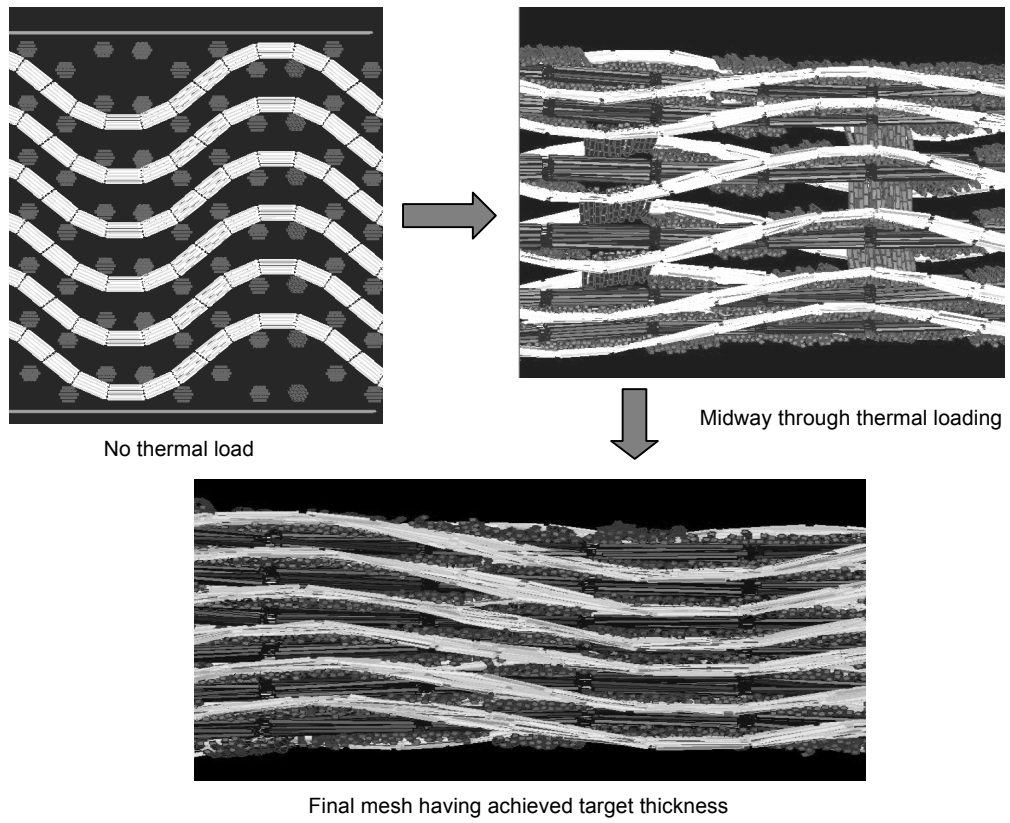 No thermal load
Midway through thermal loading
Final mesh having achieved target thickness